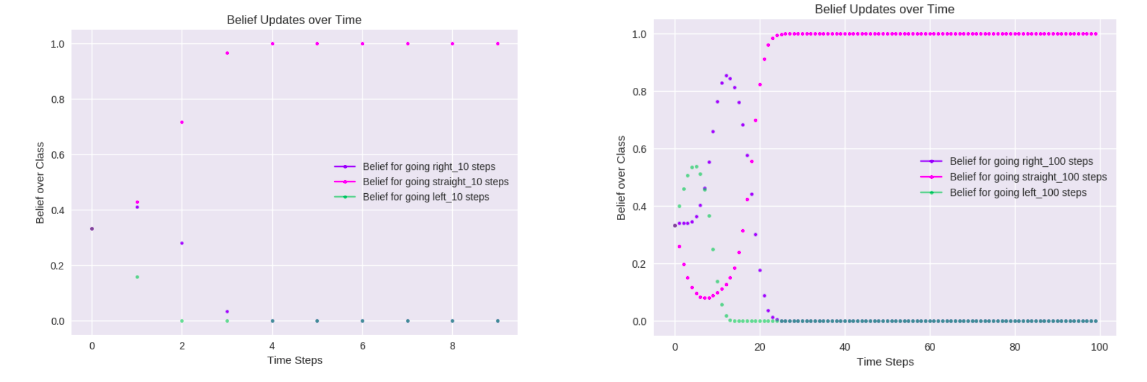 Belief Updates over Time
Belief over Class
1.0
0.8
0.6
0.4
0.2
0.0
Belief for going right_10 steps
Belief for going straight_10 steps
Belief for going left_10 steps
0 2 4 6 8
Time Steps
Belief Updates over Time
Belief over Class
1.0
0.8
0.6
0.4
0.2
0.0
Belief for going right_100 steps
Belief for going straight_100 steps
Belief for going left_100 steps
0 20 40 60 80 100
Time Steps